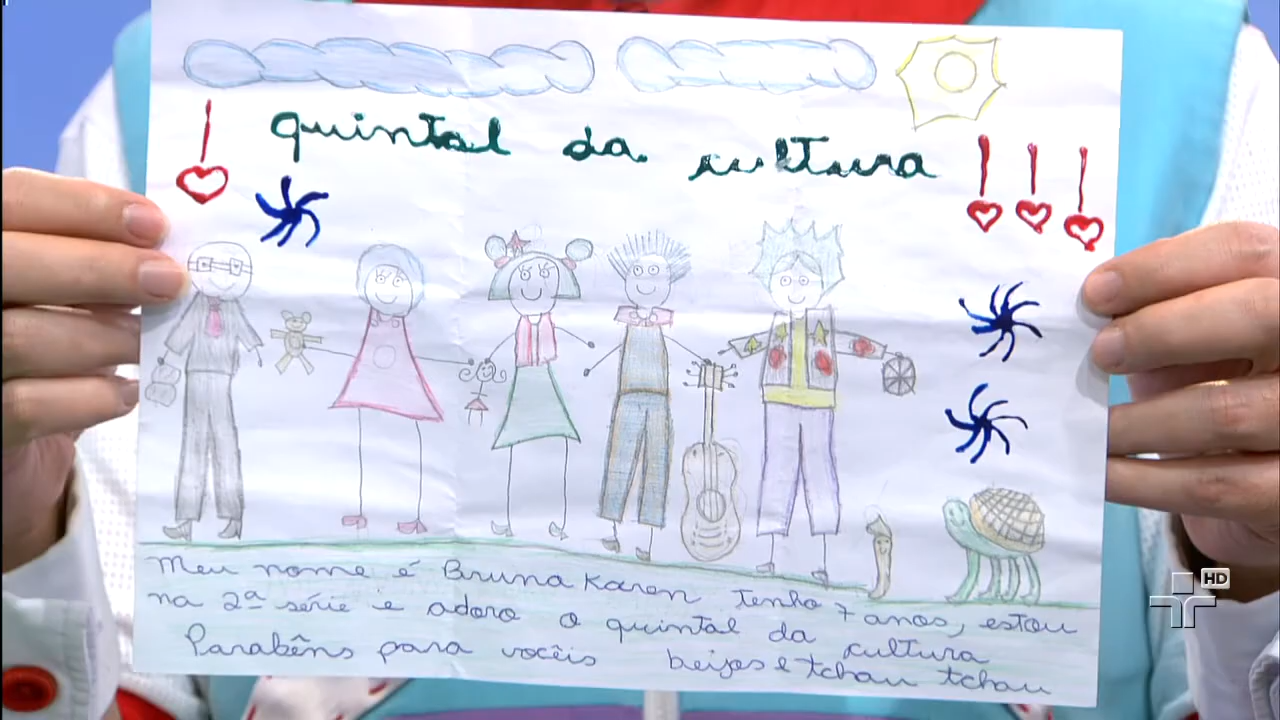 quintal da cultura
Meu nome é Bruna Karen Tenho 7 anos, estou
na 2ª série e adoro o quintal da cultura
Parabêns para vocêis beijos e tchau tchau
HD